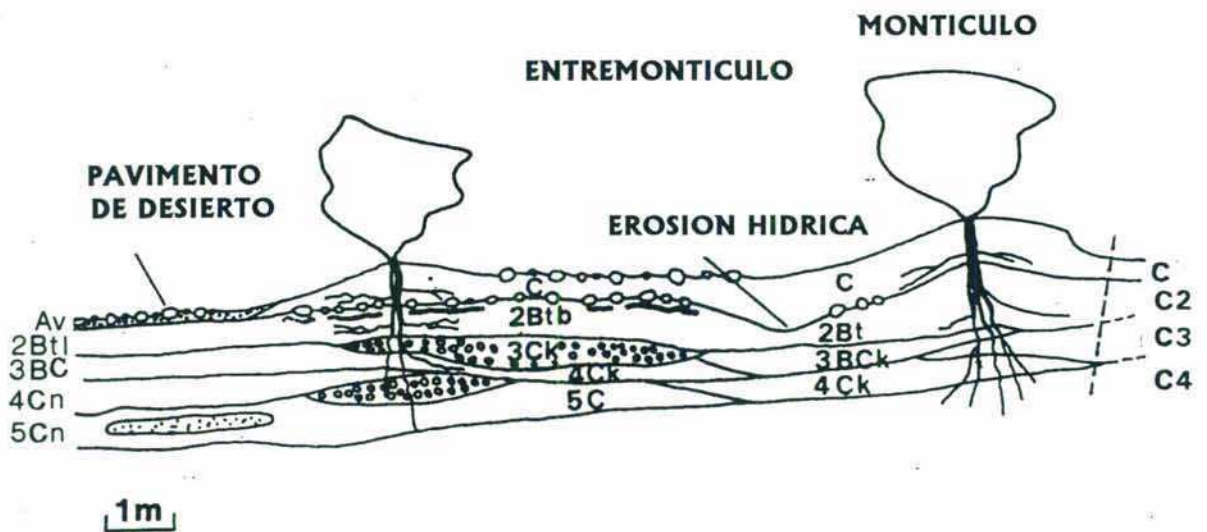 MONTICULO
ENTREMONTICULO
PAVIMENTO
DE DESIERTO
EROSION HIDRICA
C
C
C2
Av
2Btb
2Bt
C3
2Btl
3Ck
3BCk
3BC
4Ck
4Ck
C4
4Cn
5C
5Cn
1m